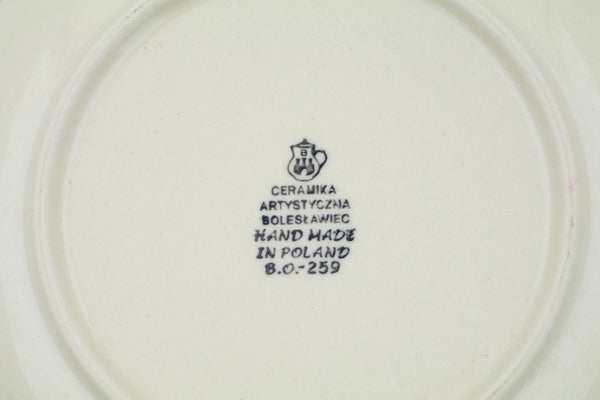 CERAMIKA
ARTYSTYCZNA
BOLESŁAWIEC
HAND MADE
IN POLAND
B.O.-259